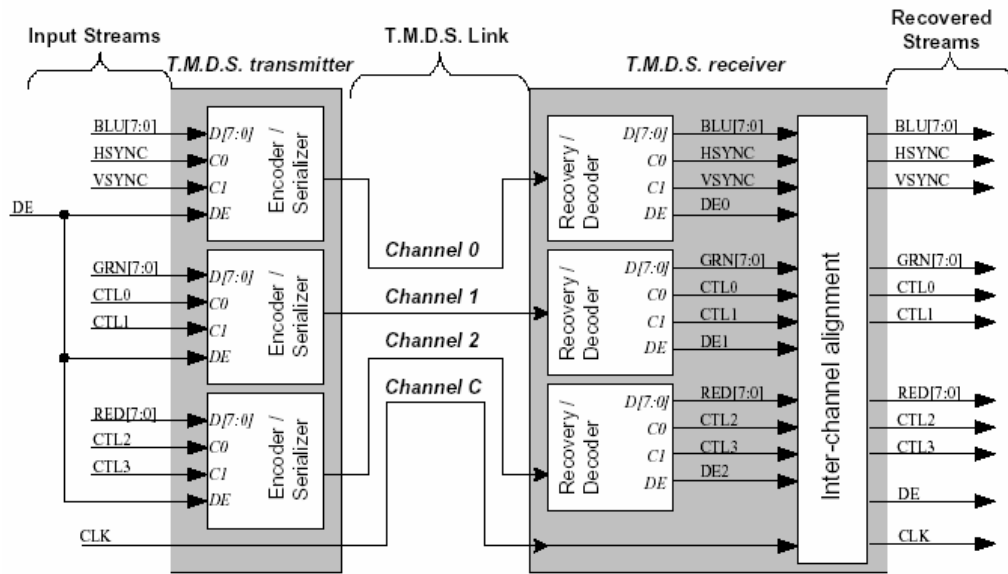 Input Streams
T.M.D.S. Link
Recovered
Streams
T.M.D.S. transmitter
T.M.D.S. receiver
BLU[7:0]
HSYNC
VSYNC
DE
D[7:0]
C0
C1
DE
Encoder /
Serializer
GRN[7:0]
CTL0
CTL1
D[7:0]
C0
C1
DE
Encoder /
Serializer
RED[7:0]
CTL2
CTL3
D[7:0]
C0
C1
DE
Encoder /
Serializer
CLK
Channel 0
Channel 1
Channel 2
Channel C
Recovery /
Decoder
D[7:0]
C0
C1
DE
BLU[7:0]
HSYNC
VSYNC
DE0
Recovery /
Decoder
D[7:0]
C0
C1
DE
GRN[7:0]
CTL0
CTL1
DE1
Recovery /
Decoder
D[7:0]
C0
C1
DE
RED[7:0]
CTL2
CTL3
DE2
Inter-channel alignment
BLU[7:0]
HSYNC
VSYNC
GRN[7:0]
CTL0
CTL1
RED[7:0]
CTL2
CTL3
DE
CLK